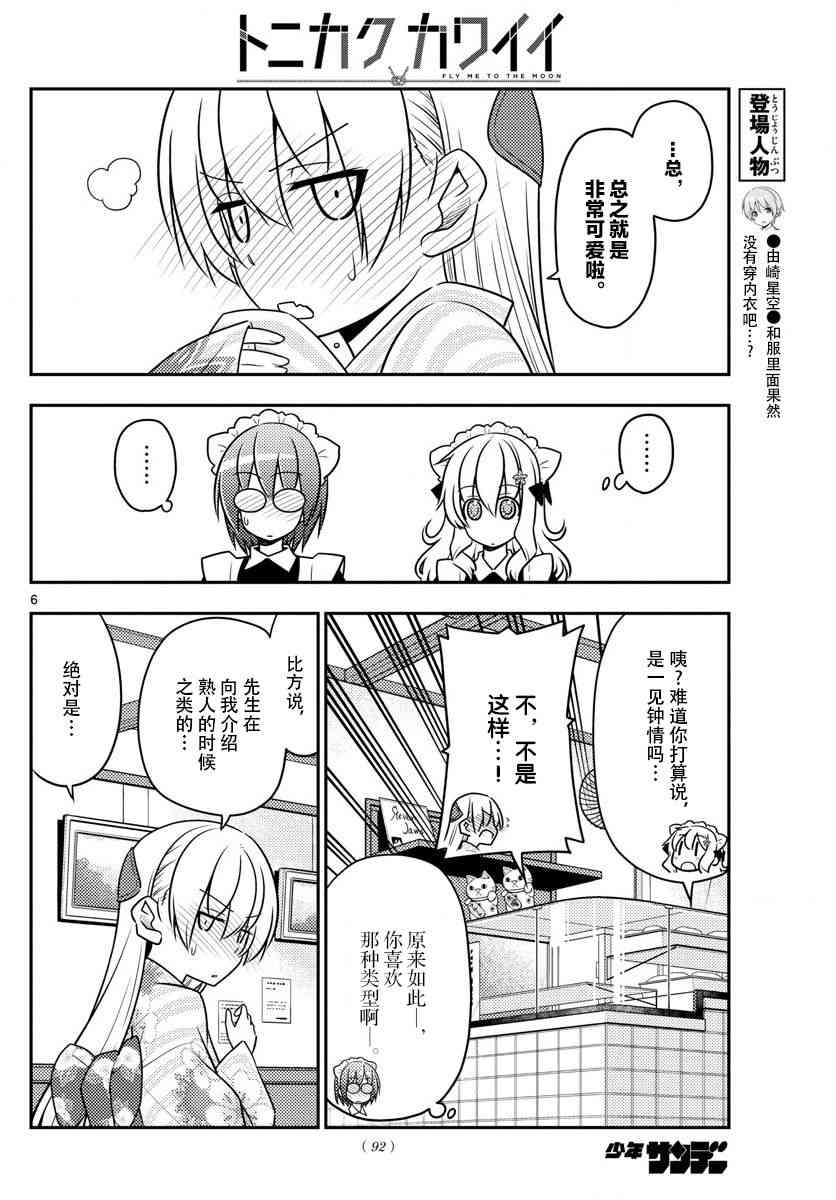 トニカクカワイイ
FLY ME TO THE MOON
とうじょうじんぶつ
登場人物
●由崎星空●和服里面果然
没有穿内衣吧…?
…总,
总之就是
非常可爱啦。
……
……
6
咦?难道你打算说,
是一见钟情吗…
不,不是
这样…!
原来如此—,
你喜欢
那种类型啊—。
比方说,
先生在
向我介绍
熟人的时候
之类的…
绝对是…
(92)
少年サンデー